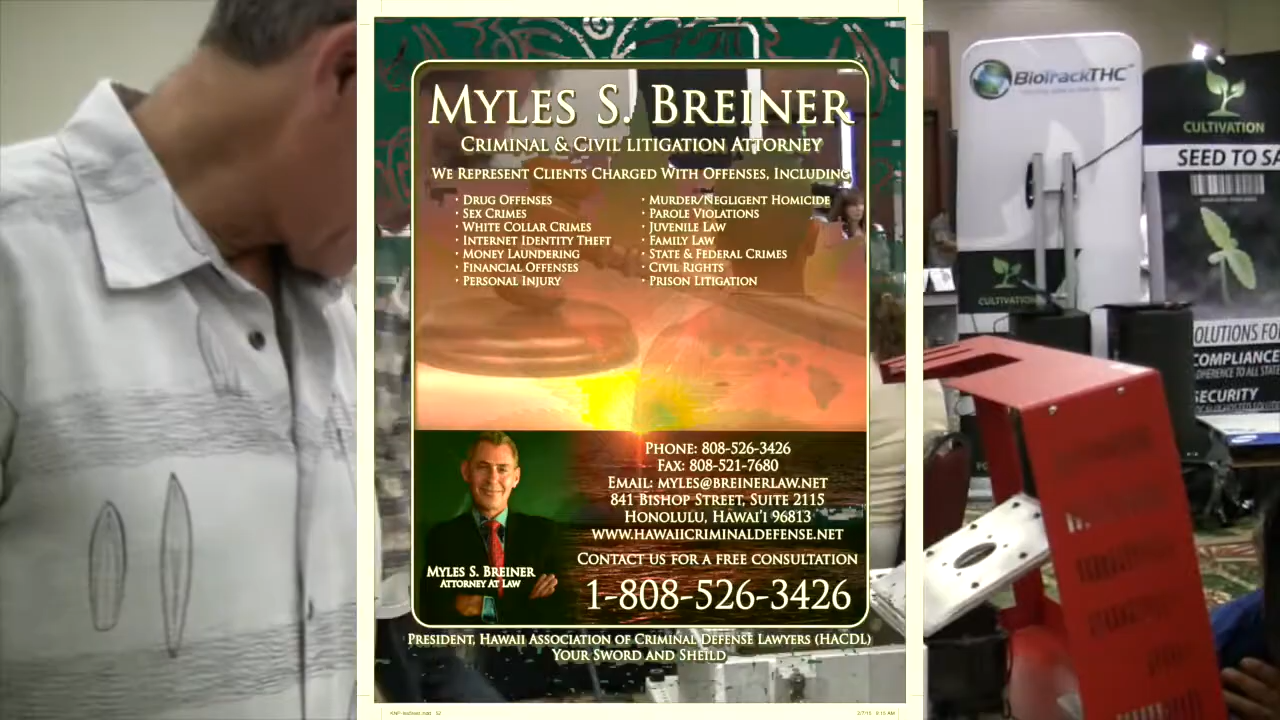 MYLES S. BREINER
CRIMINAL & CIVIL LITIGATION ATTORNEY
WE REPRESENT CLIENTS CHARGED WITH OFFENSES, INCLUDING
· DRUG OFFENSES
· SEX CRIMES
· WHITE COLLAR CRIMES
· INTERNET IDENTITY THEFT
· MONEY LAUNDERING
· FINANCIAL OFFENSES
· PERSONAL INJURY
· MURDER/NEGLIGENT HOMICIDE
· PAROLE VIOLATIONS
· JUVENILE LAW
· FAMILY LAW
· STATE & FEDERAL CRIMES
· CIVIL RIGHTS
· PRISON LITIGATION
PHONE: 808-526-3426
FAX: 808-521-7680
EMAIL: MYLES@BREINERLAW.NET
841 BISHOP STREET, SUITE 2115
HONOLULU, HAWAI'I 96813
WWW.HAWAIICRIMINALDEFENSE.NET
CONTACT US FOR A FREE CONSULTATION
1-808-526-3426
MYLES S. BREINER
ATTORNEY AT LAW
PRESIDENT, HAWAII ASSOCIATION OF CRIMINAL DEFENSE LAWYERS (HACDL)
YOUR SWORD AND SHEILD
BioTrackTHC™
CULTIVATION
CULTIVATION
SEED TO SA
OLUTIONS FO
COMPLIANCE
SECURITY